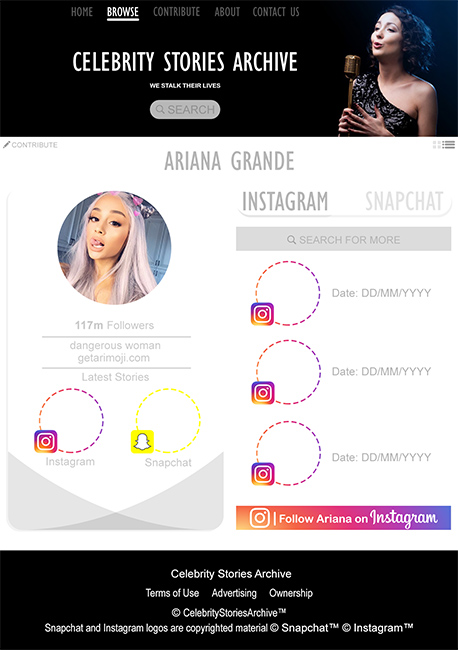 HOME BROWSE CONTRIBUTE ABOUT CONTACT US
CELEBRITY STORIES ARCHIVE
WE STALK THEIR LIVES
SEARCH
CONTRIBUTE
ARIANA GRANDE
117m Followers
dangerous woman
getarimoji.com
Latest Stories
Instagram Snapchat
INSTAGRAM SNAPCHAT
SEARCH FOR MORE
Date: DD/MM/YYYY
Date: DD/MM/YYYY
Date: DD/MM/YYYY
| Follow Ariana on Instagram
Celebrity Stories Archive
Terms of Use Advertising Ownership
© CelebrityStoriesArchive™
Snapchat and Instagram logos are copyrighted material © Snapchat™ © Instagram™